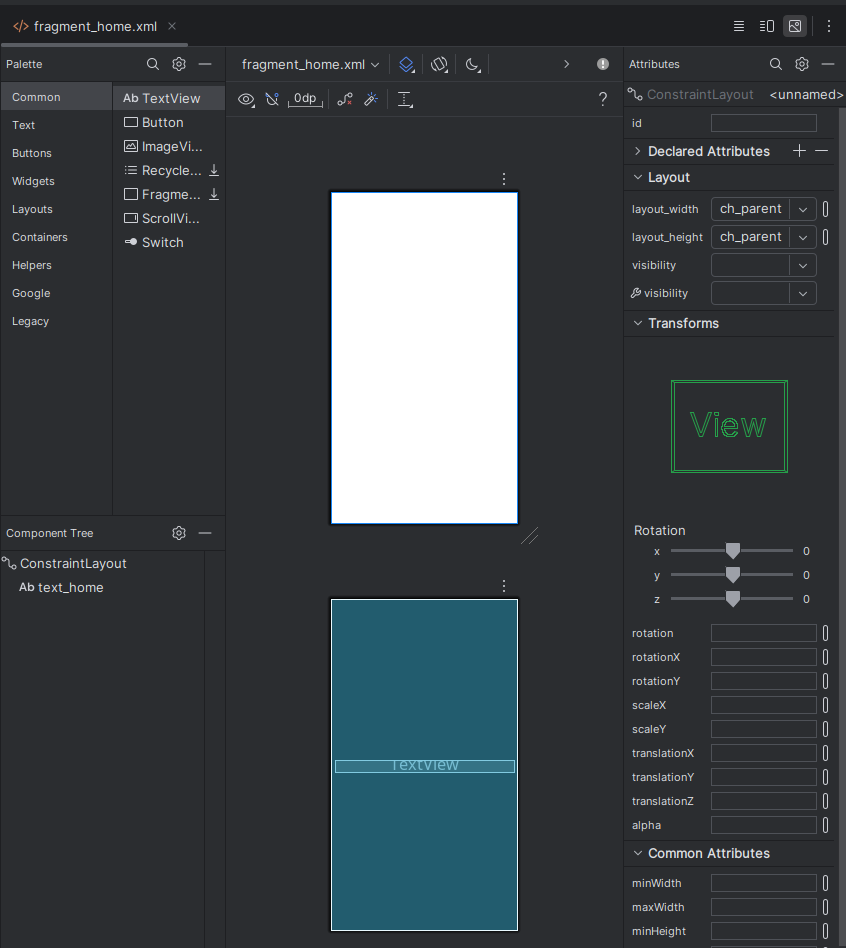 fragment_home.xml
Palette
Common
Text
Buttons
Widgets
Layouts
Containers
Helpers
Google
Legacy
Ab TextView
Button
ImageVi...
Recycle...
Fragme...
ScrollVi...
Switch
Component Tree
ConstraintLayout
Ab text_home
fragment_home.xml
0dp
?
TextView
Attributes
ConstraintLayout <unnamed>
id
Declared Attributes
Layout
layout_width ch_parent
layout_height ch_parent
visibility
visibility
Transforms
View
Rotation
x 0
y 0
z 0
rotation
rotationX
rotationY
scaleX
scaleY
translationX
translationY
translationZ
alpha
Common Attributes
minWidth
maxWidth
minHeight